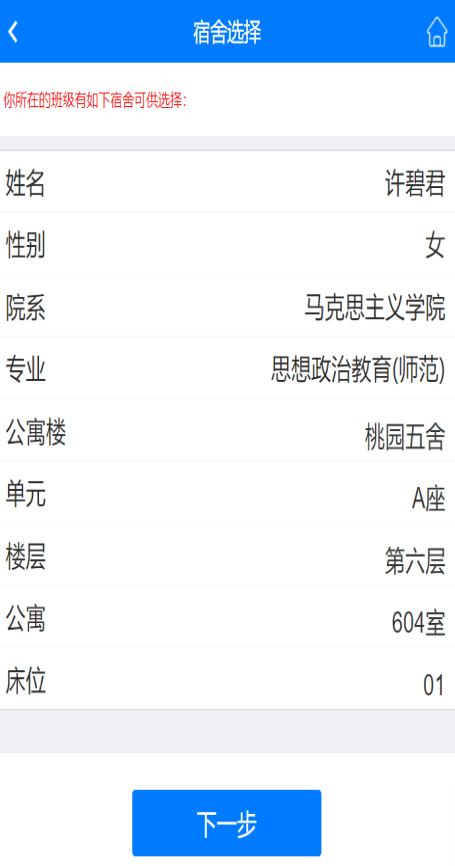 宿舍选择
你所在的班级有如下宿舍可供选择:
姓名 许碧君
性别 女
院系 马克思主义学院
专业 思想政治教育(师范)
公寓楼 桃园五舍
单元 A座
楼层 第六层
公寓 604室
床位 01
下一步